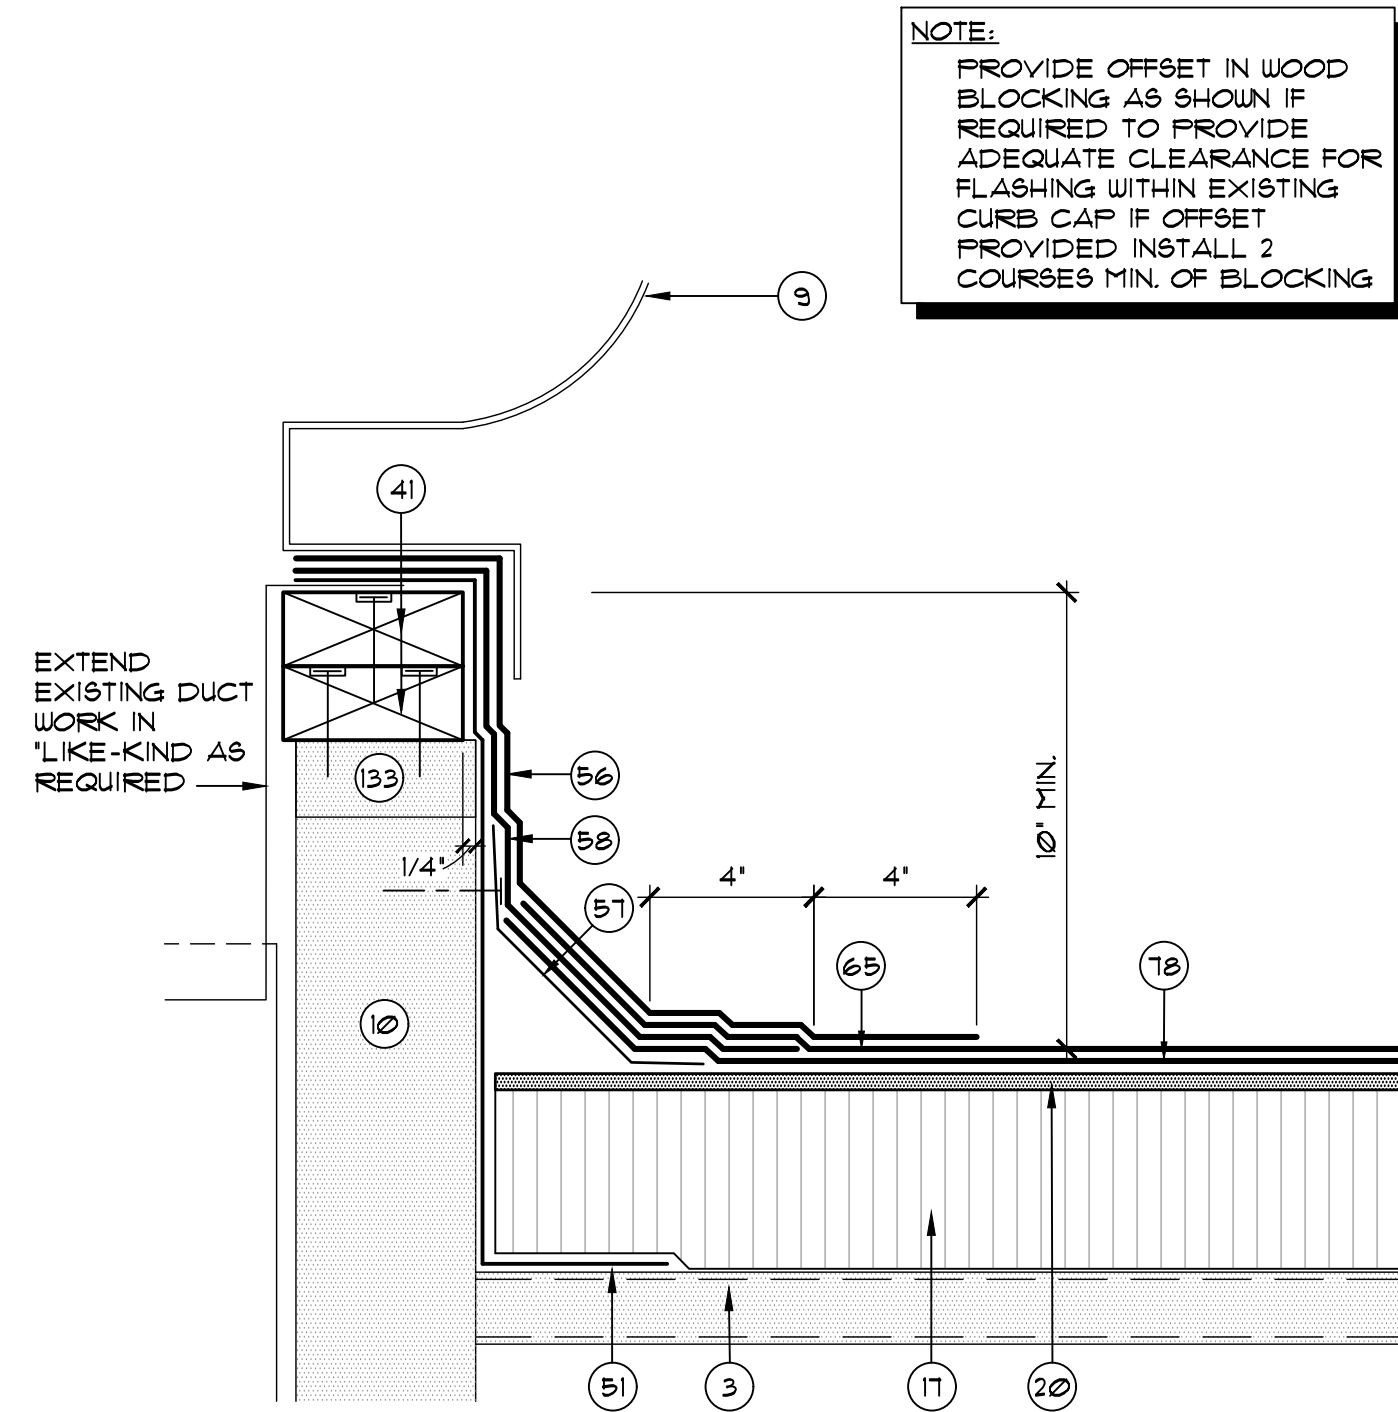 NOTE:
PROVIDE OFFSET IN WOOD
BLOCKING AS SHOWN IF
REQUIRED TO PROVIDE
ADEQUATE CLEARANCE FOR
FLASHING WITHIN EXISTING
CURB CAP IF OFFSET
PROVIDED INSTALL 2
COURSES MIN. OF BLOCKING
9
41
EXTEND
EXISTING DUCT
WORK IN
"LIKE-KIND AS
REQUIRED
133
56
58
1/4"
57
4"
4"
10" MIN.
65
78
10
51
3
17
20